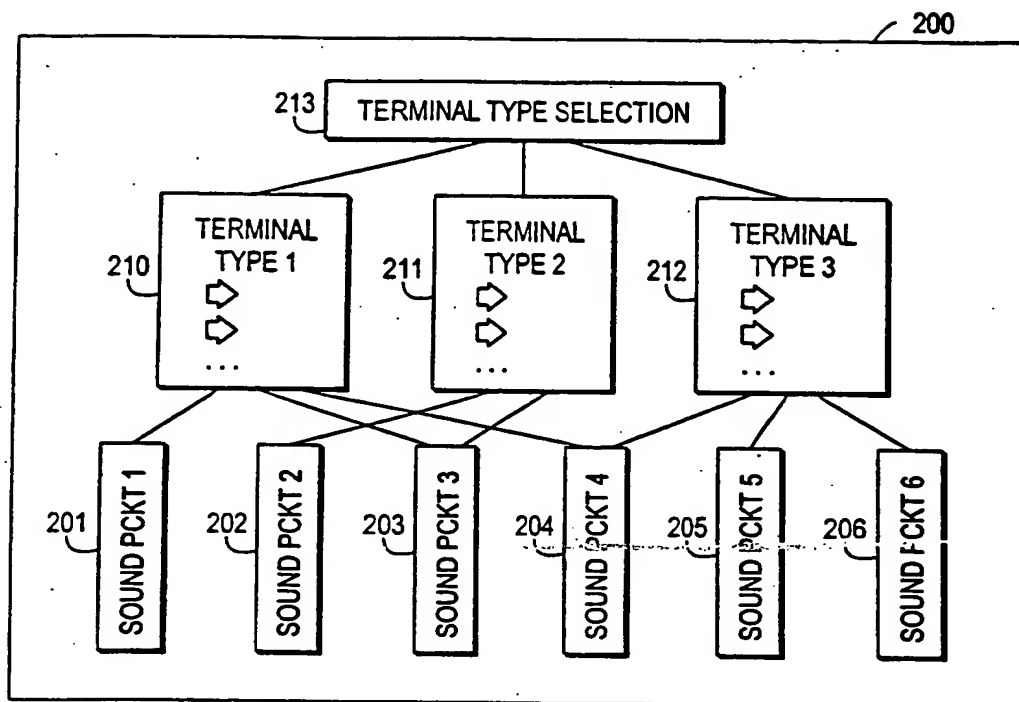 200
213
TERMINAL TYPE SELECTION
210
TERMINAL
TYPE 1
...
211
TERMINAL
TYPE 2
...
212
TERMINAL
TYPE 3
...
201
SOUND PCKT 1
202
SOUND PCKT 2
203
SOUND PCKT 3
204
SOUND PCKT 4
205
SOUND PCKT 5
206
SOUND PCKT 6